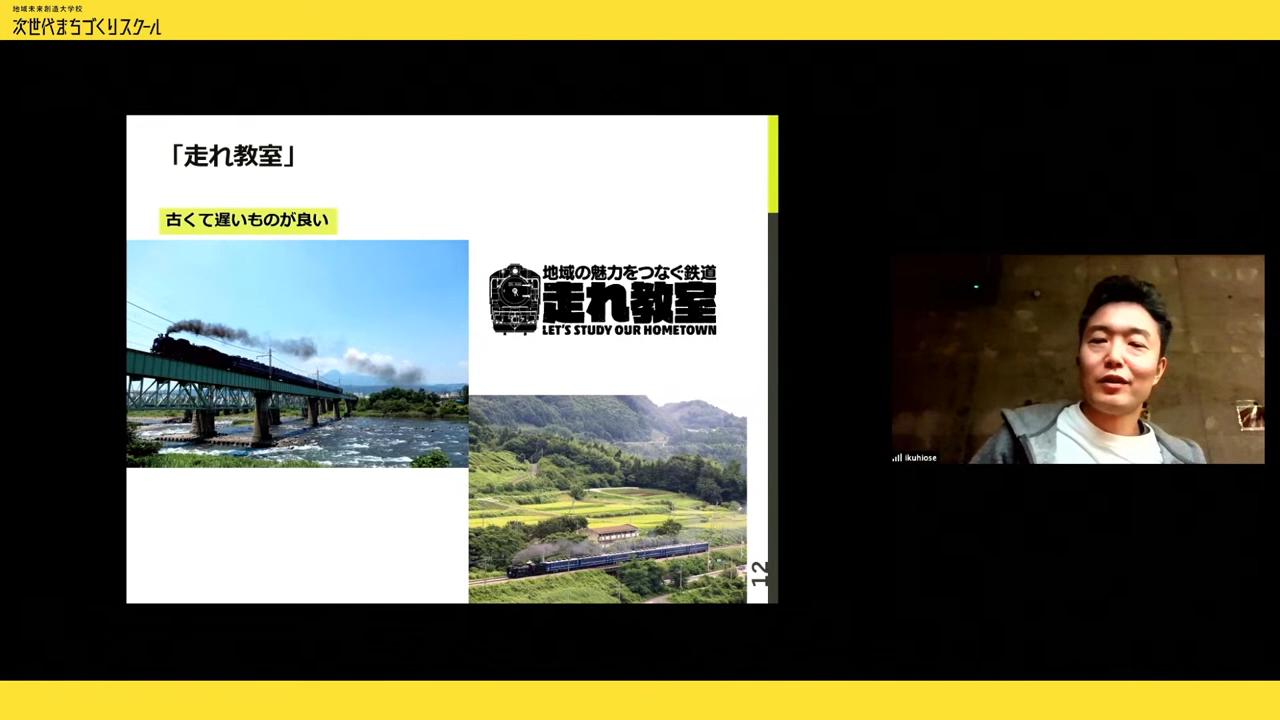 地域未来創造大学校
次世代まちづくりスクール
「走れ教室」
古くて遅いものが良い
地域の魅力をつなぐ鉄道
走れ教室
LET'S STUDY OUR HOMETOWN
12
ikuhiose